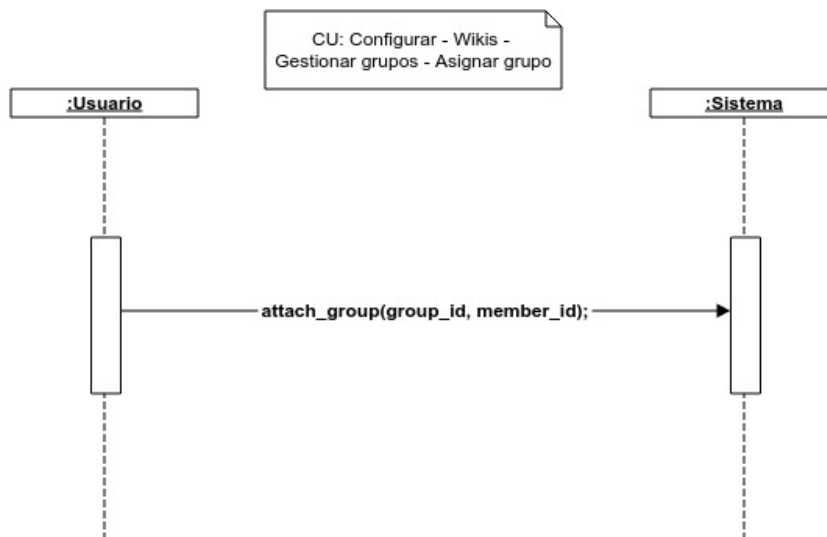 CU: Configurar - Wikis -
Gestionar grupos - Asignar grupo
:Usuario
:Sistema
attach_group(group_id, member_id);